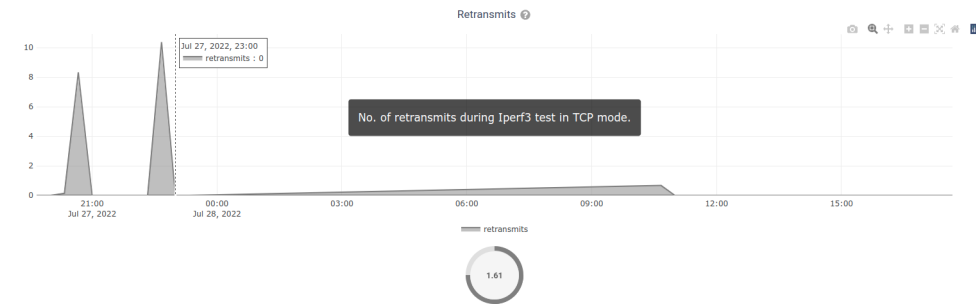 Retransmits
10
8
6
4
2
0
Jul 27, 2022, 23:00
retransmits : 0
No. of retransmits during Iperf3 test in TCP mode.
21:00
Jul 27, 2022
00:00
Jul 28, 2022
03:00
06:00
09:00
12:00
15:00
retransmits
1.61